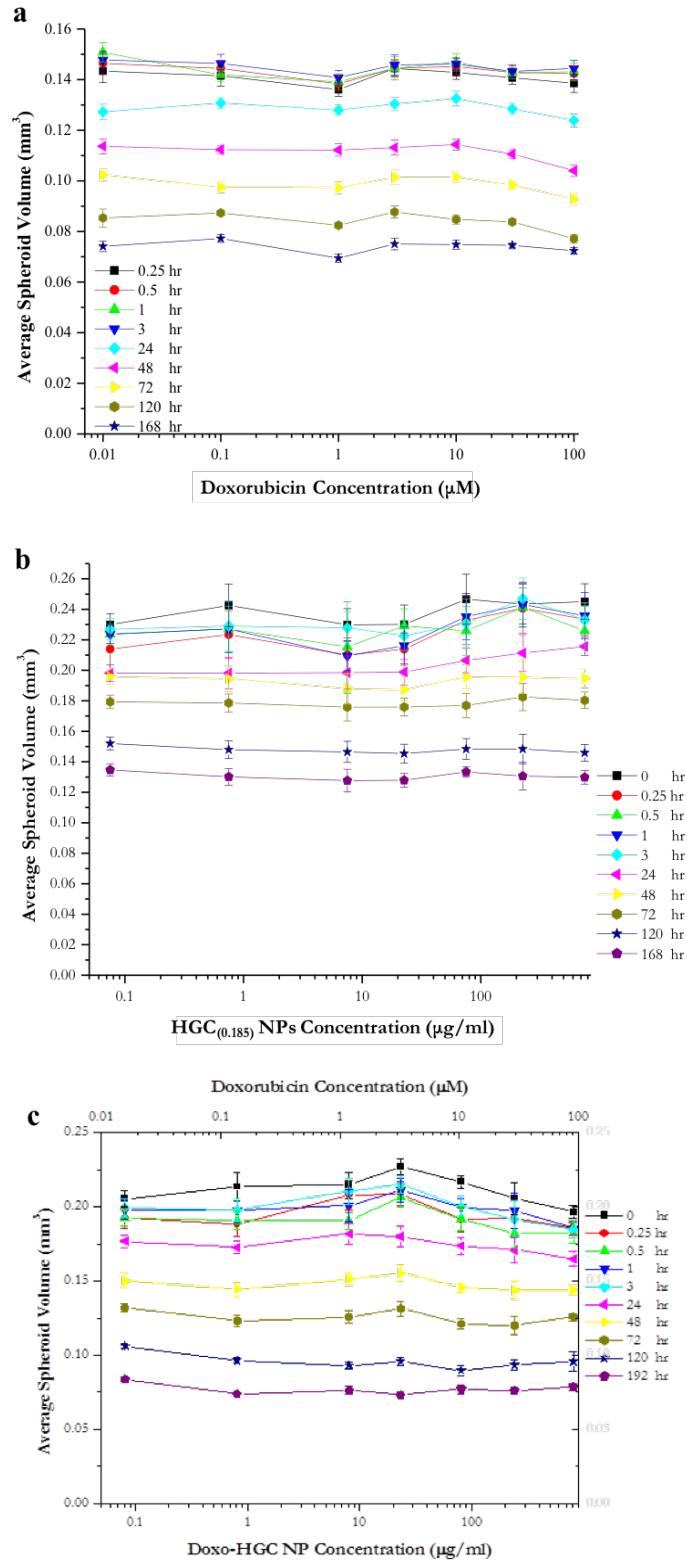 a
0.16
0.14
0.12
0.10
0.08
0.06
0.04
0.02
0.00
Average Spheroid Volume (mm³)
0.25 hr
0.5 hr
1 hr
3 hr
24 hr
48 hr
72 hr
120 hr
168 hr
0.01 0.1 1 10 100
Doxorubicin Concentration (µM)
b
0.26
0.24
0.22
0.20
0.18
0.16
0.14
0.12
0.10
0.08
0.06
0.04
0.02
0.00
Average Spheroid Volume (mm³)
0 hr
0.25 hr
0.5 hr
1 hr
3 hr
24 hr
48 hr
72 hr
120 hr
168 hr
0.1 1 10 100
HGC(0.185) NPs Concentration (µg/ml)
Doxorubicin Concentration (µM)
c
0.01 0.1 1 10 100
0.25 0.25
0.20
0.15
0.10
0.05 0.05
0.00 0.00
Average Spheroid Volume (mm³)
0 hr
0.25 hr
0.5 hr
1 hr
3 hr
24 hr
48 hr
72 hr
120 hr
192 hr
0.1 1 10 100
Doxo-HGC NP Concentration (µg/ml)